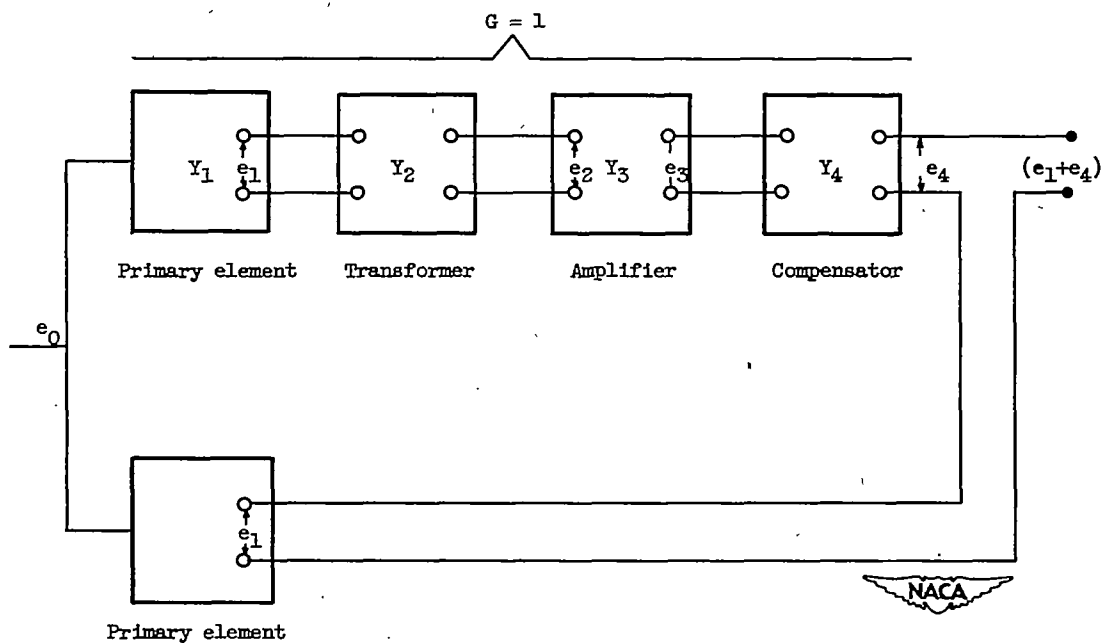 G = 1
Y1 e1 Y2 e2 Y3 e3 Y4 e4 (e1+e4)
Primary element Transformer Amplifier Compensator
e0
e1
NACA
Primary element